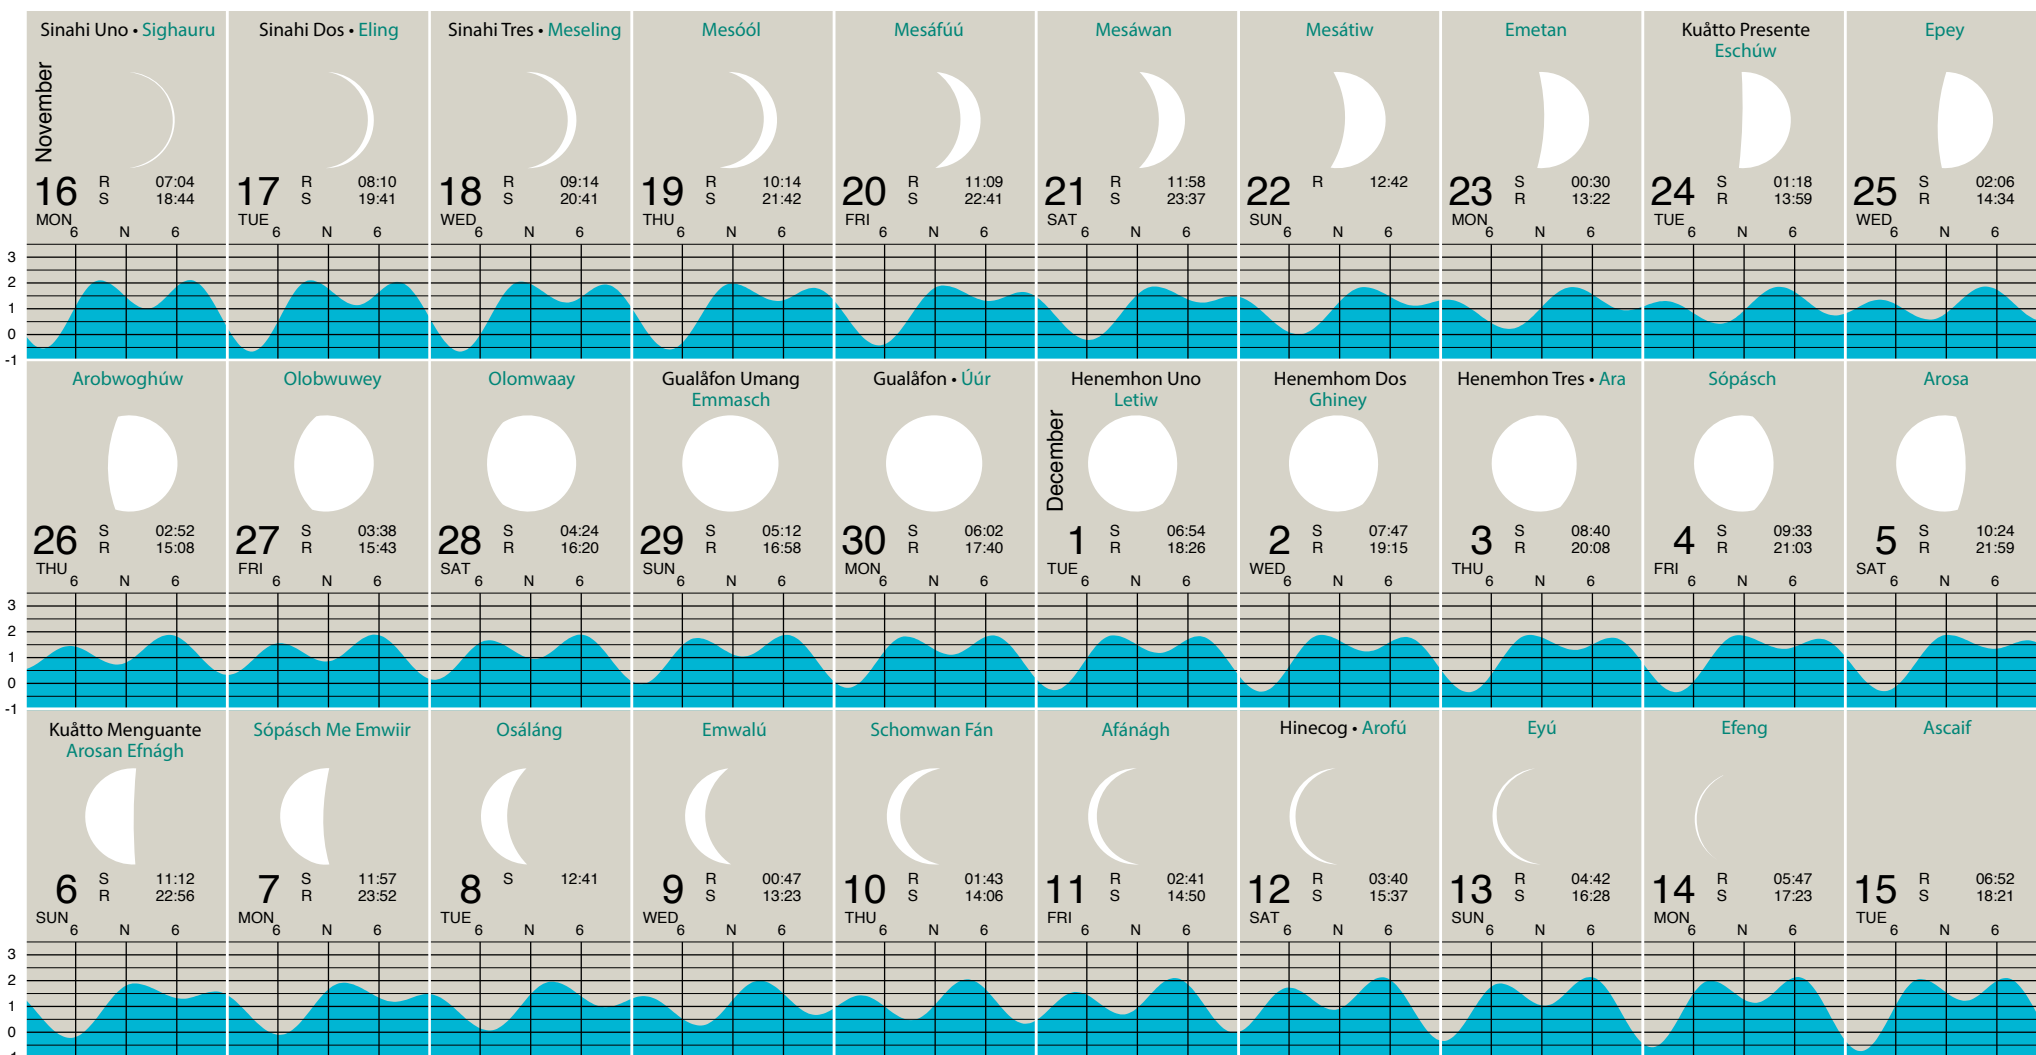 Sinahi Uno • Sighauru
November
16 R 07:04
S 18:44
MON
6 N 6
Sinahi Dos • Eling
17 R 08:10
S 19:41
TUE
6 N 6
Sinahi Tres • Meseling
18 R 09:14
S 20:41
WED
6 N 6
Mesóól
19 R 10:14
S 21:42
THU
6 N 6
Mesáfúú
20 R 11:09
S 22:41
FRI
6 N 6
Mesáwan
21 R 11:58
S 23:37
SAT
6 N 6
Mesátiw
22 R 12:42
SUN
6 N 6
Emetan
23 S 00:30
R 13:22
MON
6 N 6
Kuåtto Presente
Eschúw
24 S 01:18
R 13:59
TUE
6 N 6
Epey
25 S 02:06
R 14:34
WED
6 N 6
3
2
1
0
-1
Arobwoghúw
26 S 02:52
R 15:08
THU
6 N 6
Olobwuwey
27 S 03:38
R 15:43
FRI
6 N 6
Olomwaay
28 S 04:24
R 16:20
SAT
6 N 6
Gualåfon Umang
Emmasch
29 S 05:12
R 16:58
SUN
6 N 6
Gualåfon • Úúr
30 S 06:02
R 17:40
MON
6 N 6
Henemhon Uno
Letiw
December
1 S 06:54
R 18:26
TUE
6 N 6
Henemhom Dos
Ghiney
2 S 07:47
R 19:15
WED
6 N 6
Henemhon Tres • Ara
3 S 08:40
R 20:08
THU
6 N 6
Sópásch
4 S 09:33
R 21:03
FRI
6 N 6
Arosa
5 S 10:24
R 21:59
SAT
6 N 6
3
2
1
0
-1
Kuåtto Menguante
Arosan Efnágh
6 S 11:12
R 22:56
SUN
6 N 6
Sópásch Me Emwiir
7 S 11:57
R 23:52
MON
6 N 6
Osáláng
8 S 12:41
TUE
6 N 6
Emwalú
9 R 00:47
S 13:23
WED
6 N 6
Schomwan Fán
10 R 01:43
S 14:06
THU
6 N 6
Afánágh
11 R 02:41
S 14:50
FRI
6 N 6
Hinecog • Arofú
12 R 03:40
S 15:37
SAT
6 N 6
Eyú
13 R 04:42
S 16:28
SUN
6 N 6
Efeng
14 R 05:47
S 17:23
MON
6 N 6
Ascaif
15 R 06:52
S 18:21
TUE
6 N 6
3
2
1
0